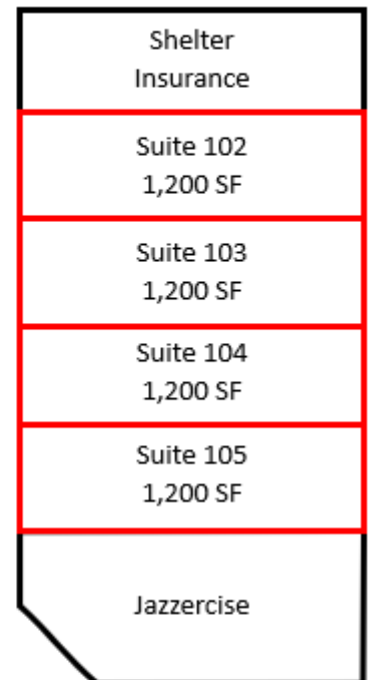 Shelter
Insurance
Suite 102
1,200 SF
Suite 103
1,200 SF
Suite 104
1,200 SF
Suite 105
1,200 SF
Jazzercise